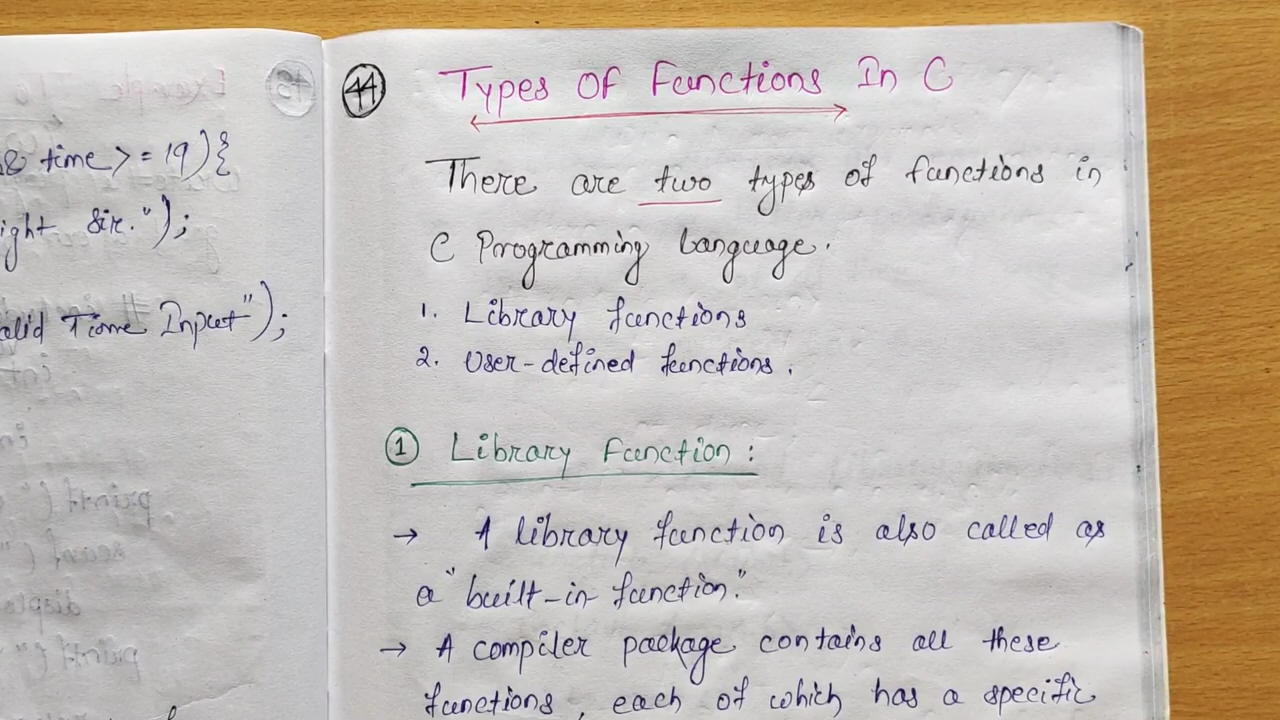 & time >= 19){
ight Sir.");
alid Time Input");
44
Types Of Functions In C
There are two types of functions in
C Programming Language.
1. Library functions
2. User-defined functions.
1 Library Function:
→ A library function is also called as
a "built-in function."
→ A compiler package contains all these
functions, each of which has a specific